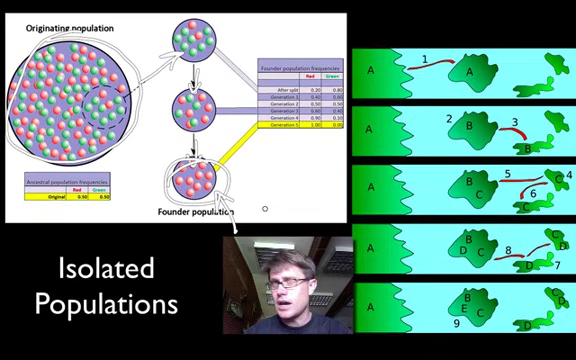 Originating population
Founder population frequencies
Red Green
After split 0.20 0.80
Generation 1 0.40 0.60
Generation 2 0.50 0.50
Generation 3 0.60 0.40
Generation 4 0.90 0.10
Generation 5 1.00 0.00
Ancestral population frequencies
Red Green
Original 0.50 0.50
Founder population
Isolated
Populations
A 1 A
A 2 B 3 B
A B C 5 6 C 4
A B D C 8 D C D 7
A B E C 9 D C D